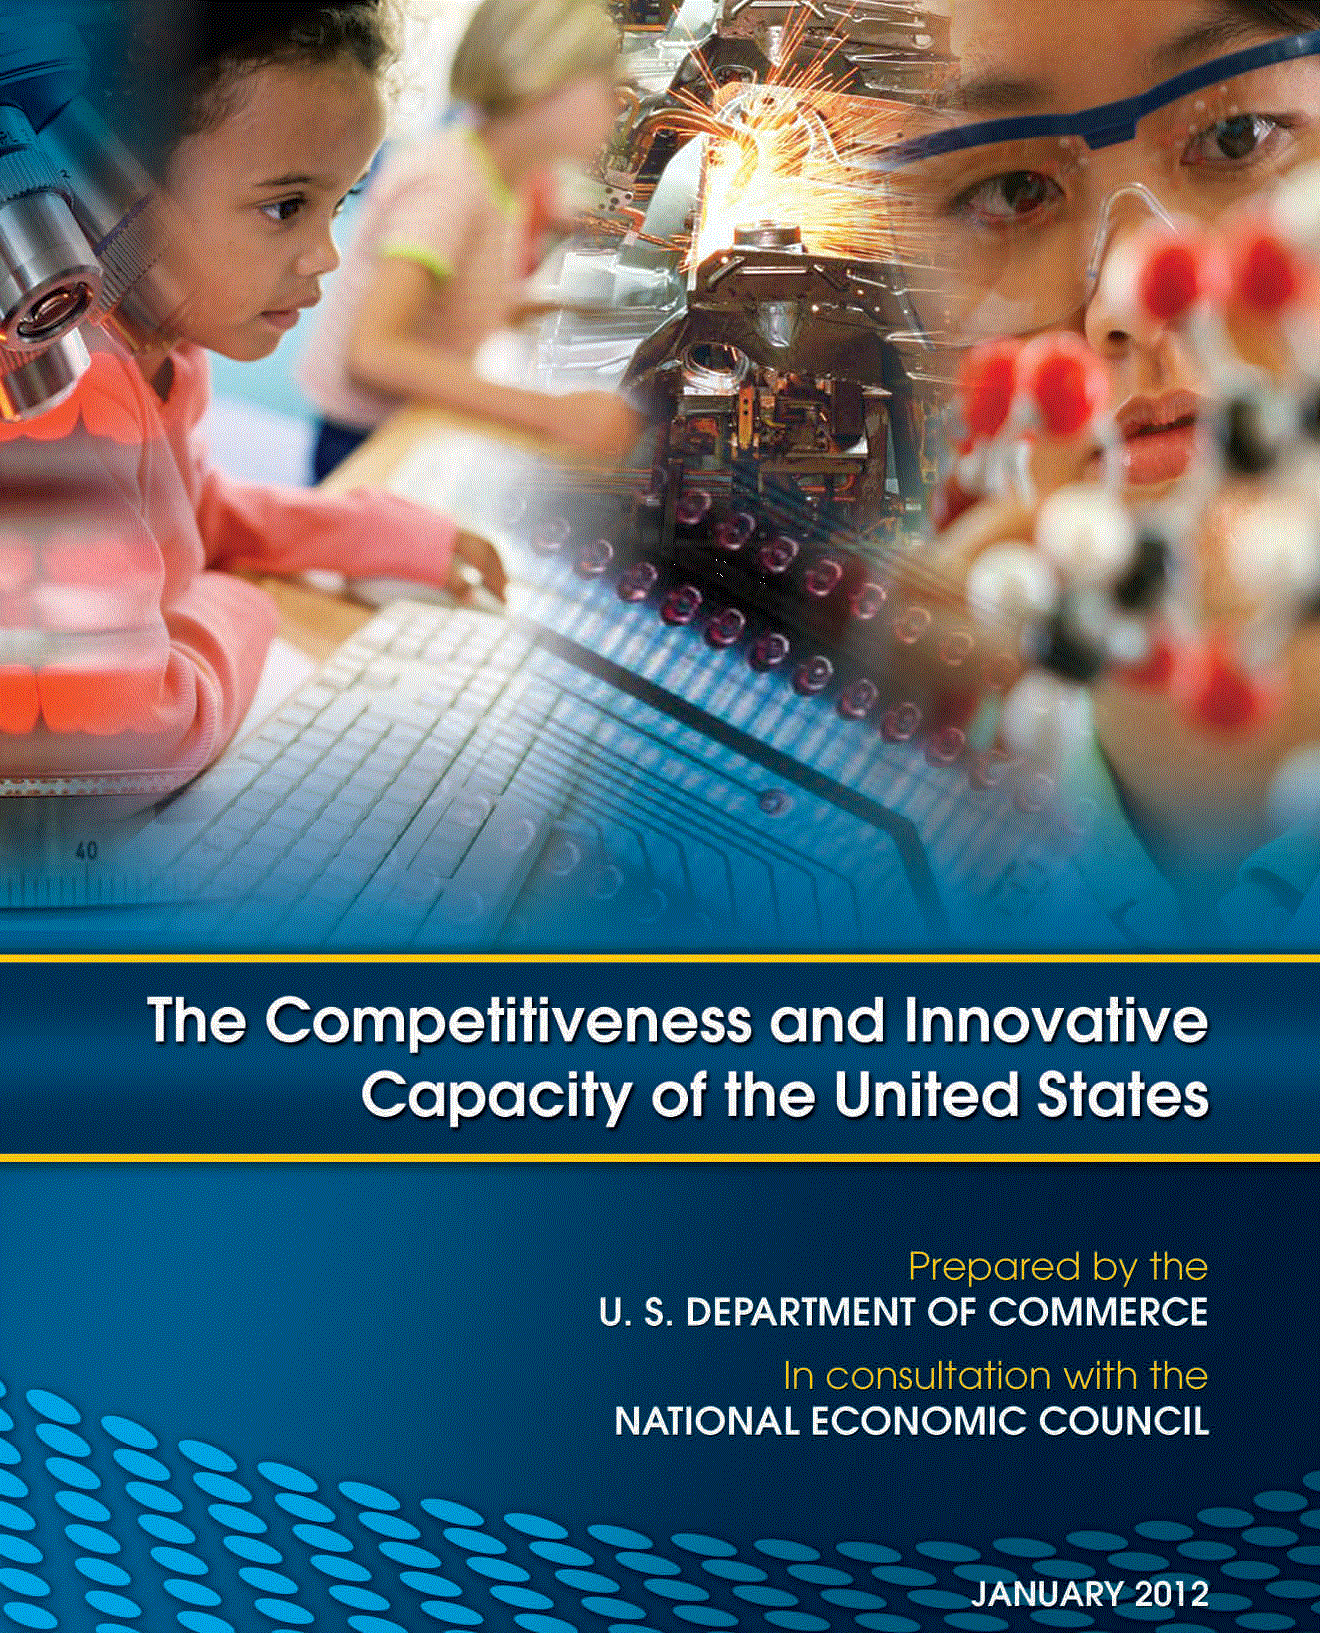 40
The Competitiveness and Innovative
Capacity of the United States
Prepared by the
U. S. DEPARTMENT OF COMMERCE
In consultation with the
NATIONAL ECONOMIC COUNCIL
JANUARY 2012